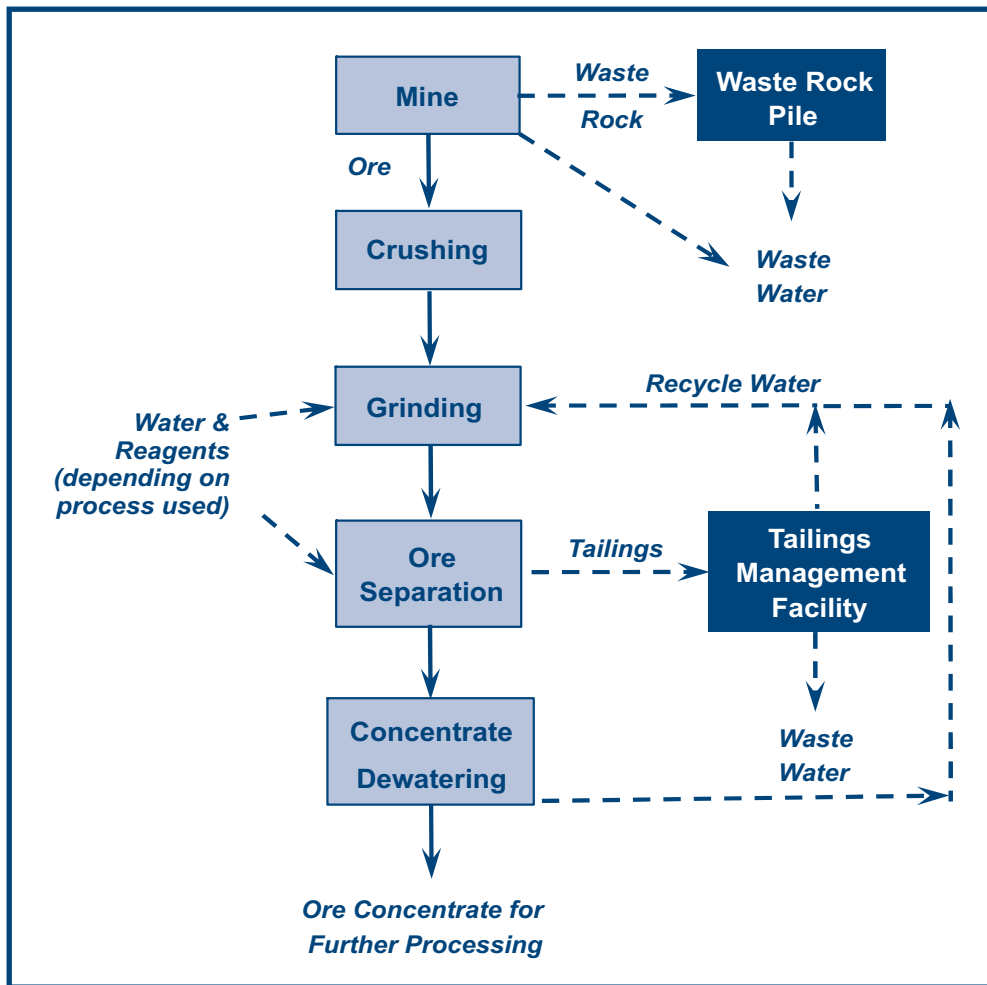 Mine
Waste
Rock
Waste Rock
Pile
Ore
Crushing
Waste
Water
Grinding
Recycle Water
Water &
Reagents
(depending on
process used)
Ore
Separation
Tailings
Tailings
Management
Facility
Concentrate
Dewatering
Waste
Water
Ore Concentrate for
Further Processing